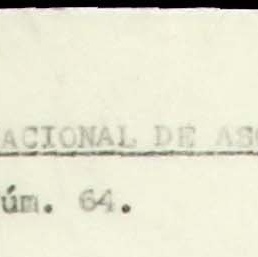 ACIONAL DE ASO
úm. 64.